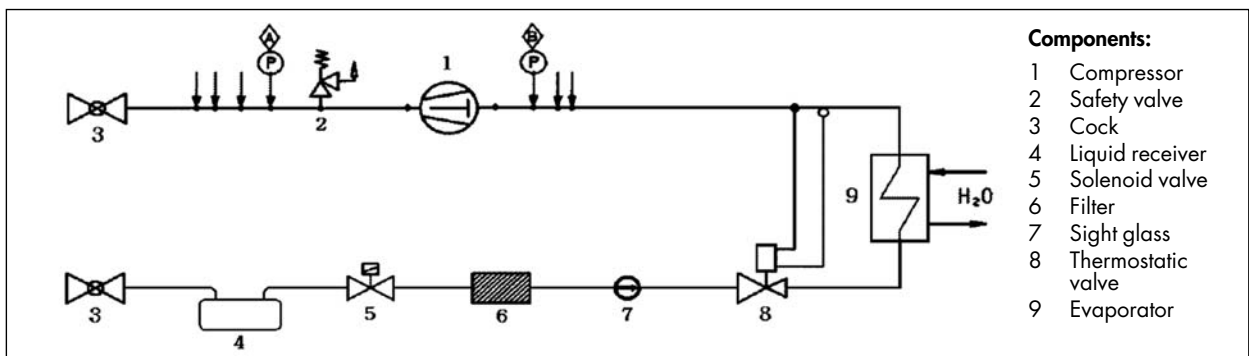 A
B
P
P
1
3
2
H₂O
9
3
4
5
6
7
8
Components:
1 Compressor
2 Safety valve
3 Cock
4 Liquid receiver
5 Solenoid valve
6 Filter
7 Sight glass
8 Thermostatic
valve
9 Evaporator